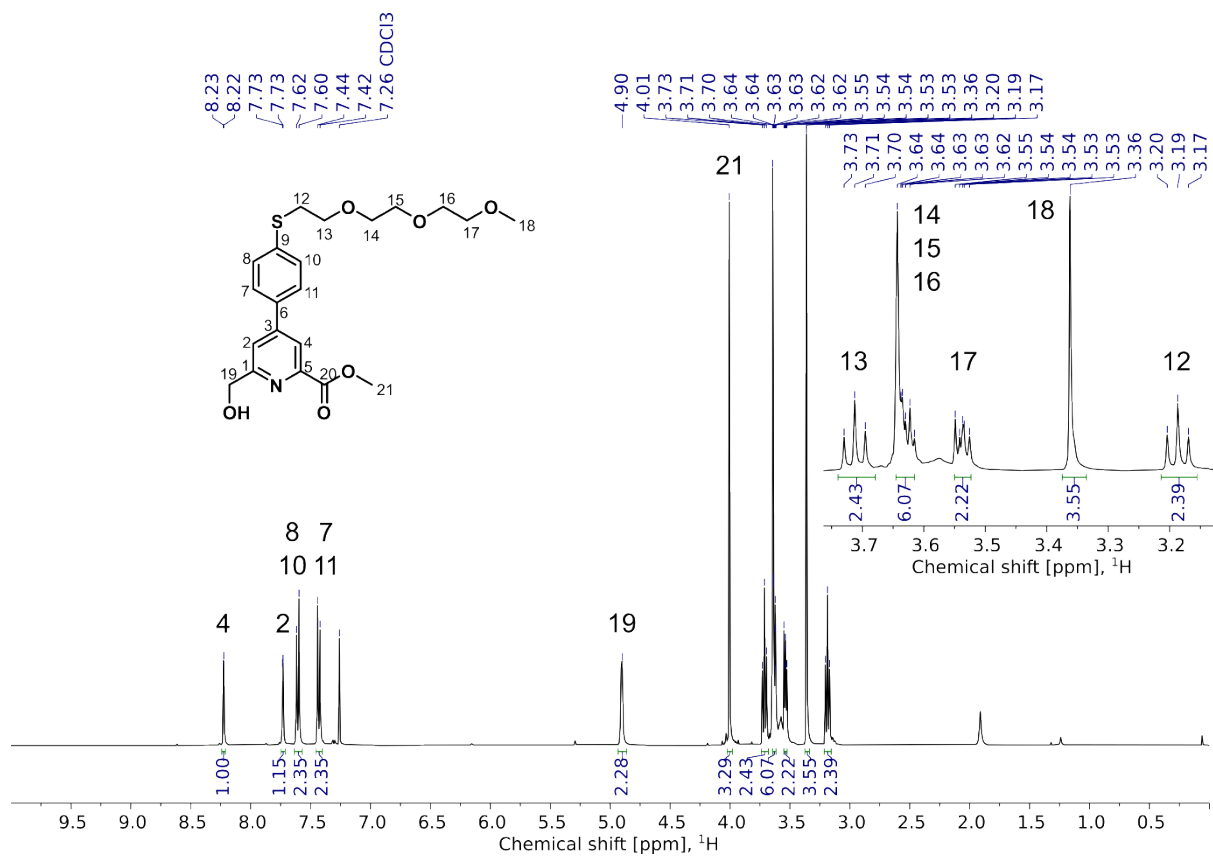 8.23 8.22 7.73 7.73 7.62 7.60 7.44 7.42 7.26 CDCl3
4.90 4.01 3.73 3.71 3.70 3.64 3.64 3.63 3.63 3.62 3.62 3.55 3.54 3.54 3.53 3.53 3.36 3.20 3.19 3.17
3.73 3.71 3.70 3.64 3.64 3.63 3.63 3.62 3.55 3.54 3.54 3.53 3.53 3.36 3.20 3.19 3.17
21
12 O 15 16 O
S 13 14 O 17 18
9
8 10
7 11
6
3
2 4
19 1 5 20 O 21
N
OH O
14 18
15
16
13 17 12
2.43 6.07 2.22 3.55 2.39
3.7 3.6 3.5 3.4 3.3 3.2
Chemical shift [ppm], ¹H
8 7
10 11
4 2 19
1.00 1.15 2.35 2.35 2.28 3.29 2.43 6.07 2.22 3.55 2.39
9.5 9.0 8.5 8.0 7.5 7.0 6.5 6.0 5.5 5.0 4.5 4.0 3.5 3.0 2.5 2.0 1.5 1.0 0.5 0.0
Chemical shift [ppm], ¹H